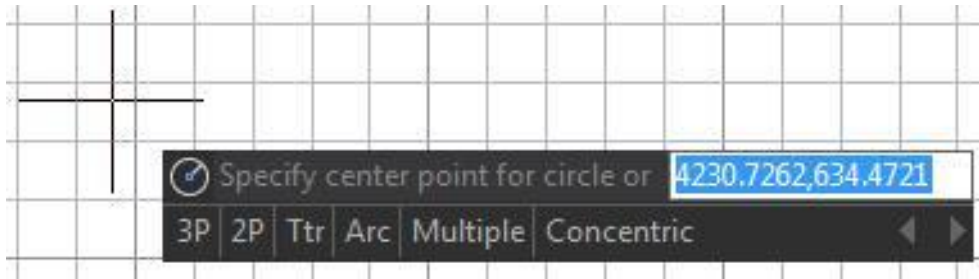 Specify center point for circle or 4230.7262,634.4721
3P 2P Ttr Arc Multiple Concentric